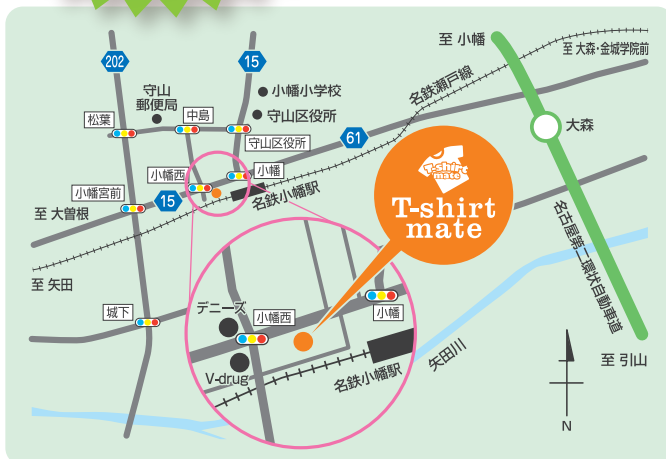 至 小幡
至 大森・金城学院前
202
15
名鉄瀬戸線
守山
郵便局
小幡小学校
中島
守山区役所
松葉
大森
守山区役所
61
小幡西
小幡
T-shirt
mate
小幡宮前
15
名鉄小幡駅
T-shirt
mate
至 大曽根
名古屋第二環状自動車道
至 矢田
デニーズ
小幡西
小幡
城下
矢田川
至 引山
V-drug
名鉄小幡駅
N